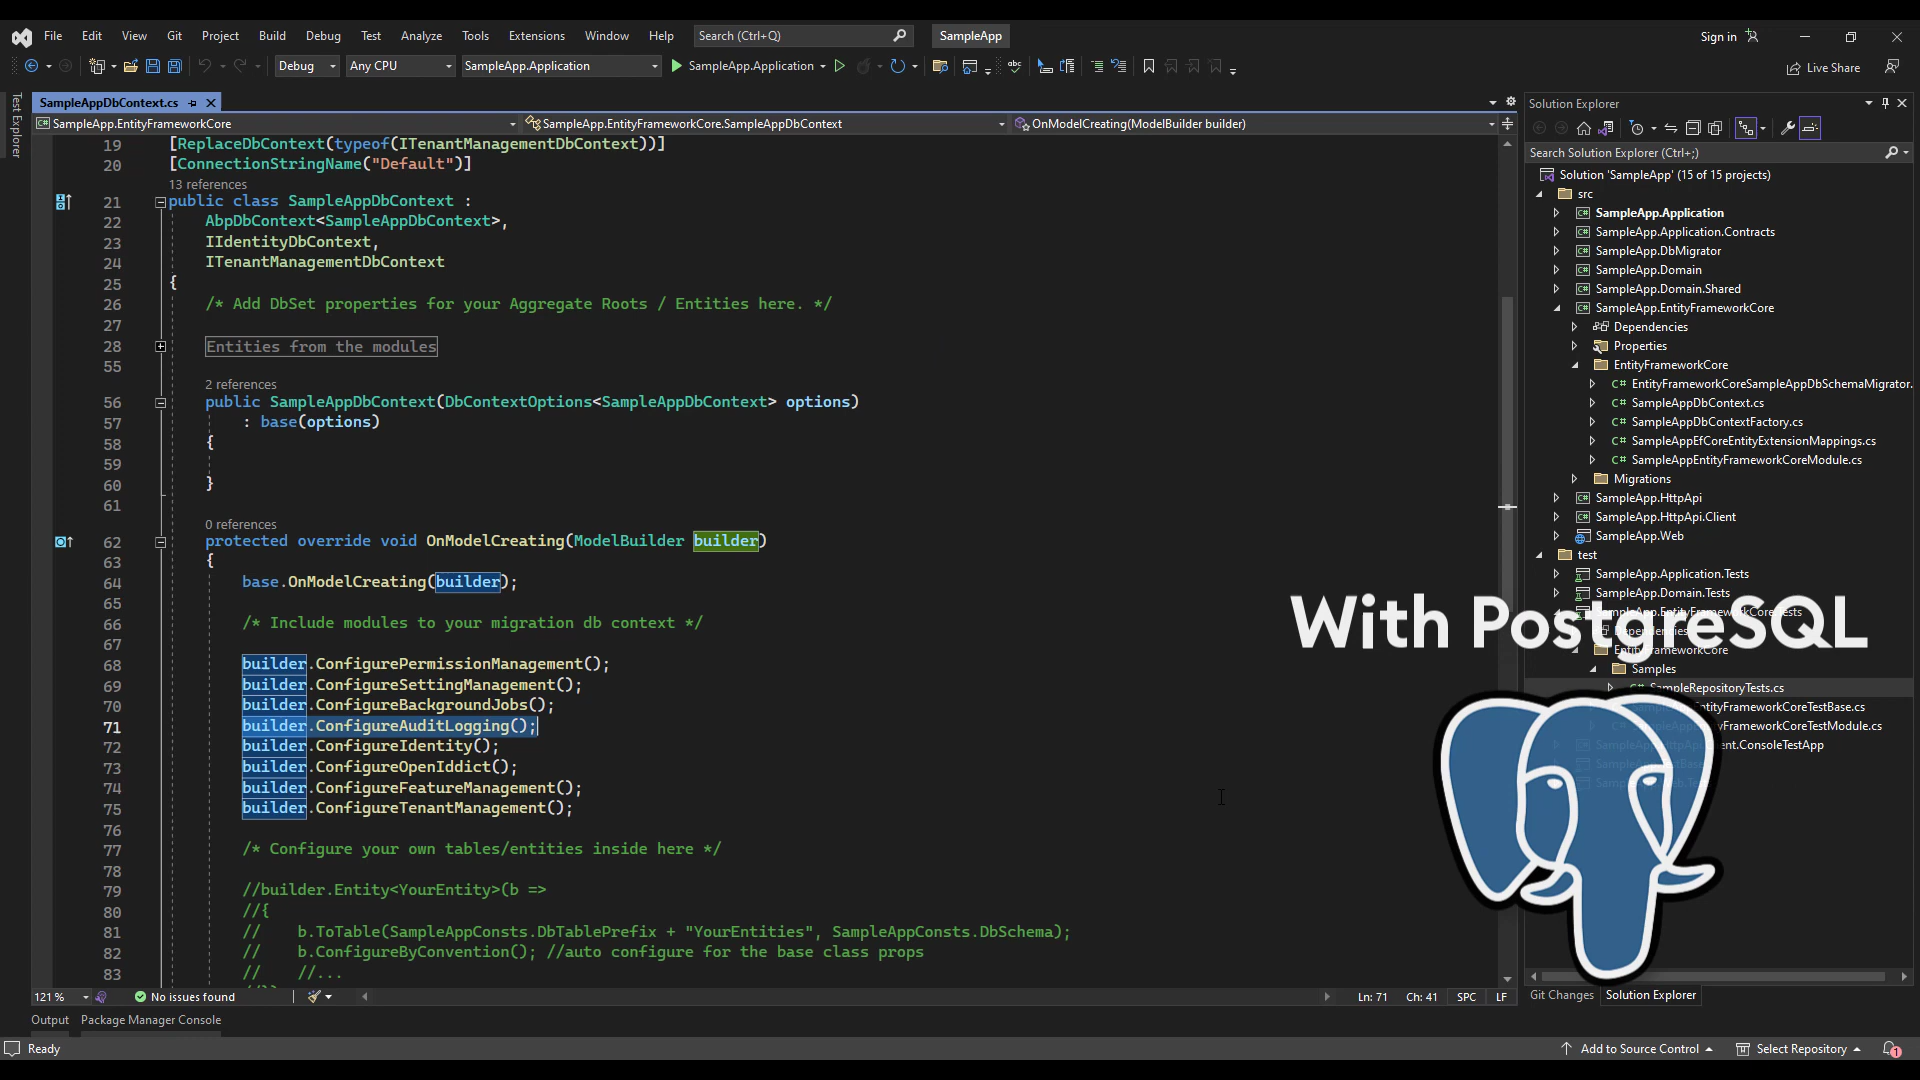 File Edit View Git Project Build Debug Test Analyze Tools Extensions Window Help Search (Ctrl+Q) SampleApp Sign in
Debug Any CPU SampleApp.Application SampleApp.Application Live Share
Test Explorer
SampleAppDbContext.cs
SampleApp.EntityFrameworkCore SampleApp.EntityFrameworkCore.SampleAppDbContext OnModelCreating(ModelBuilder builder)
19 [ReplaceDbContext(typeof(ITenantManagementDbContext))]
20 [ConnectionStringName("Default")]
13 references
21 public class SampleAppDbContext :
22 AbpDbContext<SampleAppDbContext>,
23 IIdentityDbContext,
24 ITenantManagementDbContext
25 {
26 /* Add DbSet properties for your Aggregate Roots / Entities here. */
27
28 Entities from the modules
55
2 references
56 public SampleAppDbContext(DbContextOptions<SampleAppDbContext> options)
57 : base(options)
58 {
59
60 }
61
0 references
62 protected override void OnModelCreating(ModelBuilder builder)
63 {
64 base.OnModelCreating(builder);
65
66 /* Include modules to your migration db context */
67
68 builder.ConfigurePermissionManagement();
69 builder.ConfigureSettingManagement();
70 builder.ConfigureBackgroundJobs();
71 builder.ConfigureAuditLogging();
72 builder.ConfigureIdentity();
73 builder.ConfigureOpenIddict();
74 builder.ConfigureFeatureManagement();
75 builder.ConfigureTenantManagement();
76
77 /* Configure your own tables/entities inside here */
78
79 //builder.Entity<YourEntity>(b =>
80 //{
81 // b.ToTable(SampleAppConsts.DbTablePrefix + "YourEntities", SampleAppConsts.DbSchema);
82 // b.ConfigureByConvention(); //auto configure for the base class props
83 // //...
121 % No issues found Ln: 71 Ch: 41 SPC LF
Output Package Manager Console
Ready
Solution Explorer
Search Solution Explorer (Ctrl+;)
Solution 'SampleApp' (15 of 15 projects)
src
C# SampleApp.Application
C# SampleApp.Application.Contracts
C# SampleApp.DbMigrator
C# SampleApp.Domain
C# SampleApp.Domain.Shared
C# SampleApp.EntityFrameworkCore
Dependencies
Properties
EntityFrameworkCore
C# EntityFrameworkCoreSampleAppDbSchemaMigrator.
C# SampleAppDbContext.cs
C# SampleAppDbContextFactory.cs
C# SampleAppEfCoreEntityExtensionMappings.cs
C# SampleAppEntityFrameworkCoreModule.cs
Migrations
C# SampleApp.HttpApi
C# SampleApp.HttpApi.Client
SampleApp.Web
test
SampleApp.Application.Tests
SampleApp.Domain.Tests
With PostgreSQL
EntityFrameworkCore
Samples
SampleRepositoryTests.cs
EntityFrameworkCoreTestBase.cs
FrameworkCoreTestModule.cs
ent.ConsoleTestApp
Git Changes Solution Explorer
Add to Source Control Select Repository 1